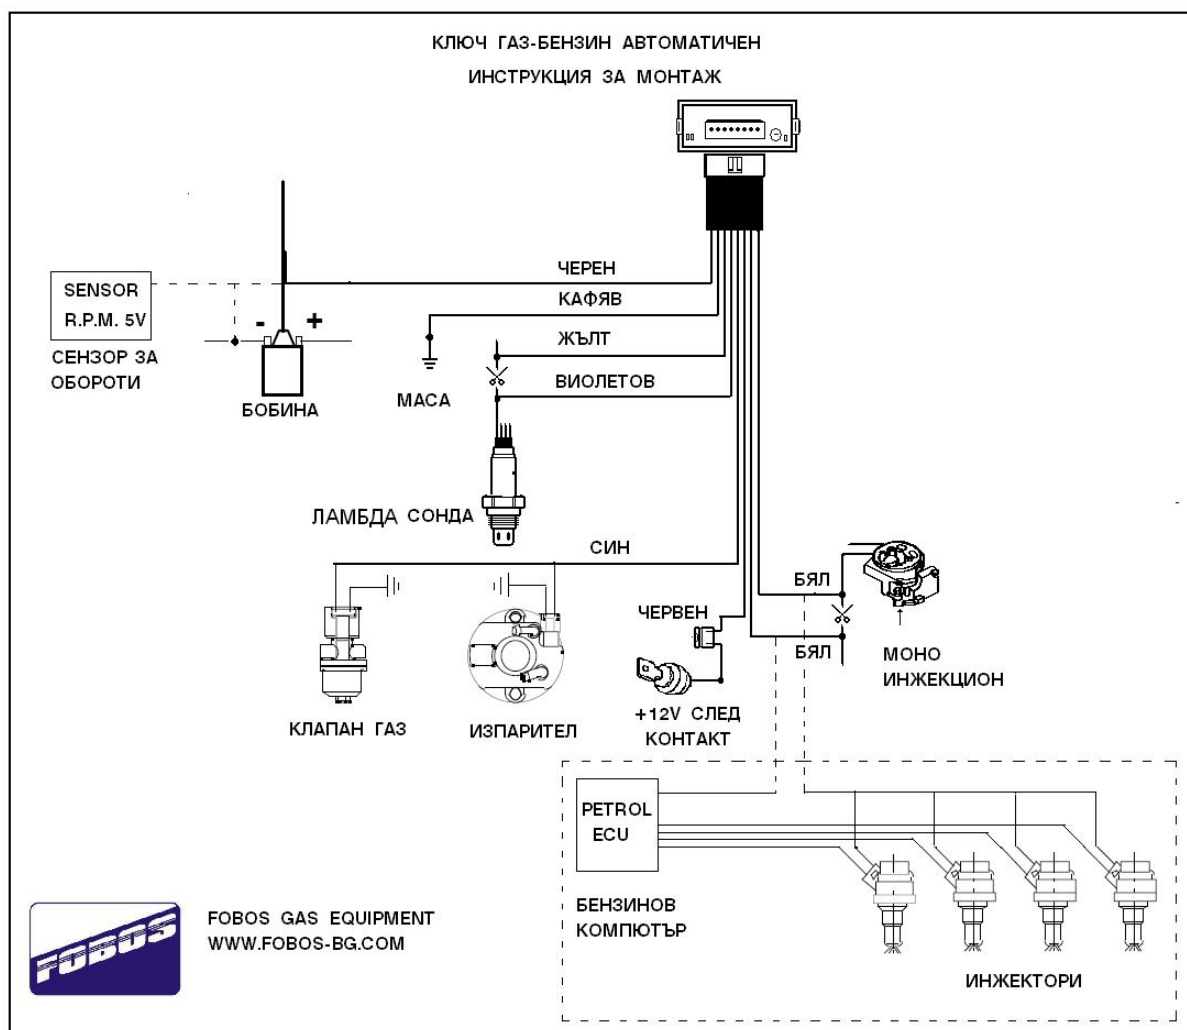 КЛЮЧ ГАЗ-БЕНЗИН АВТОМАТИЧЕН
ИНСТРУКЦИЯ ЗА МОНТАЖ
ЧЕРЕН
SENSOR
R.P.M. 5V
КАФЯВ
- +
СЕНЗОР ЗА
ОБОРОТИ
ЖЪЛТ
ВИОЛЕТОВ
БОБИНА
МАСА
ЛАМБДА СОНДА
СИН
БЯЛ
ЧЕРВЕН
БЯЛ
МОНО
ИНЖЕКЦИОН
КЛАПАН ГАЗ
ИЗПАРИТЕЛ
+12V СЛЕД
КОНТАКТ
PETROL
ECU
БЕНЗИНОВ
КОМПЮТЪР
ИНЖЕКТОРИ
FOBOS
FOBOS GAS EQUIPMENT
WWW.FOBOS-BG.COM